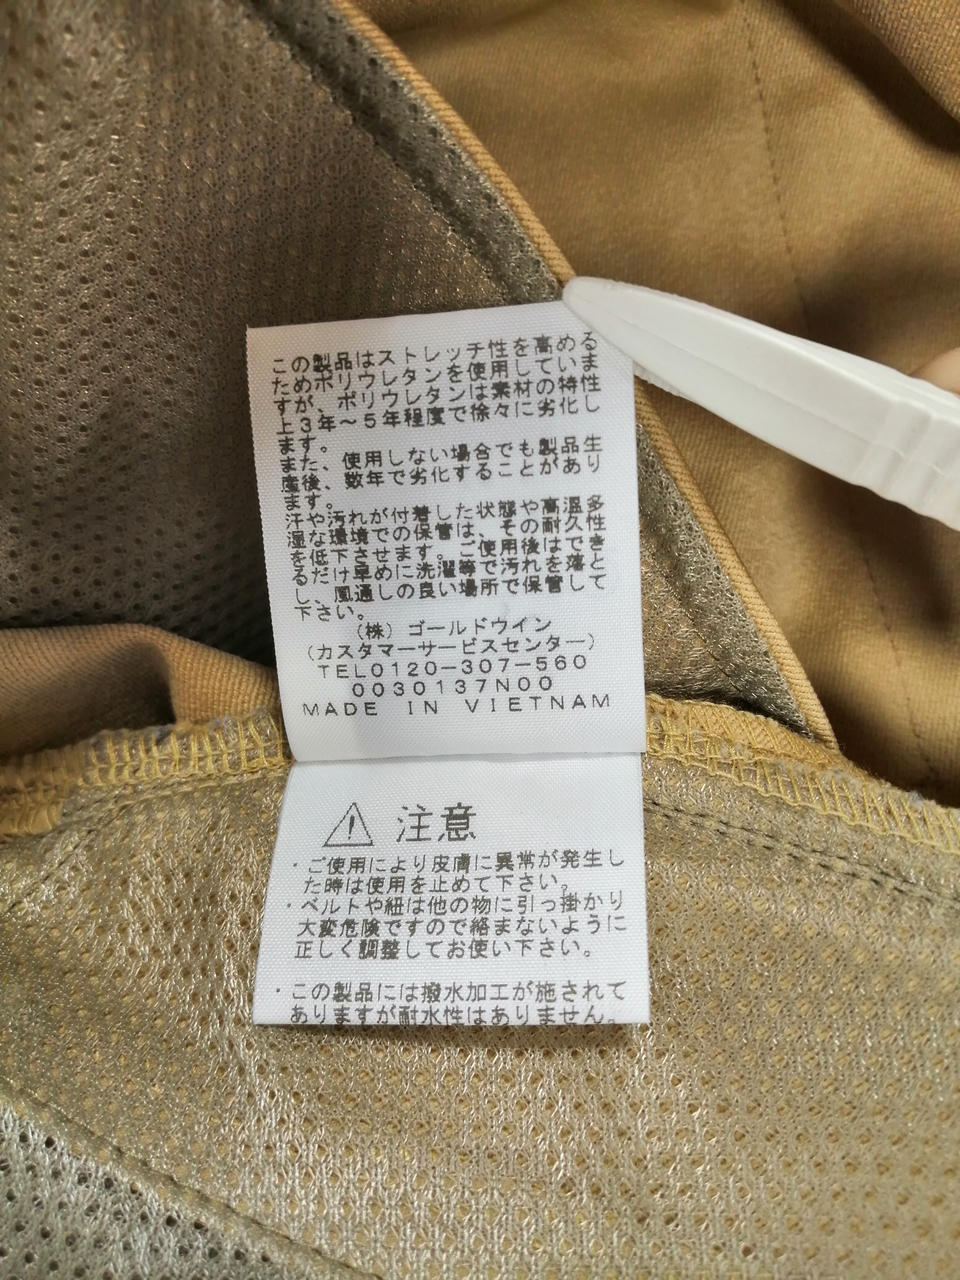 この製品はストレッチ性を高める
ためポリウレタンを使用していま
すが、ポリウレタンは素材の特性
上3年～5年程度で徐々に劣化し
ます。
また、使用しない場合でも製品生
産後、数年で劣化することがあり
ます。
汗や汚れが付着した状態や高温多
湿な環境での保管は、その耐久性
を低下させます。ご使用後はでき
るだけ早めに洗濯等で汚れを落と
し、風通しの良い場所で保管して
下さい。
（株）ゴールドウイン
（カスタマーサービスセンター）
TEL0120-307-560
0030137N00
MADE IN VIETNAM
注意
・ご使用により皮膚に異常が発生し
た時は使用を止めて下さい。
・ベルトや紐は他の物に引っ掛かり
大変危険ですので絡まないように
正しく調整してお使い下さい。
・この製品には撥水加工が施されて
ありますが耐水性はありません。